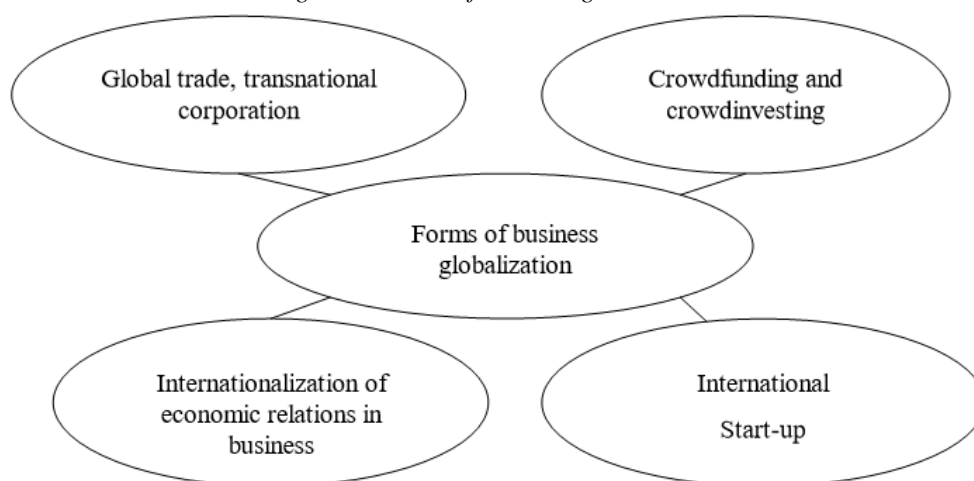 Global trade, transnational
corporation
Crowdfunding and
crowdinvesting
Forms of business
globalization
Internationalization of
economic relations in
business
International
Start-up